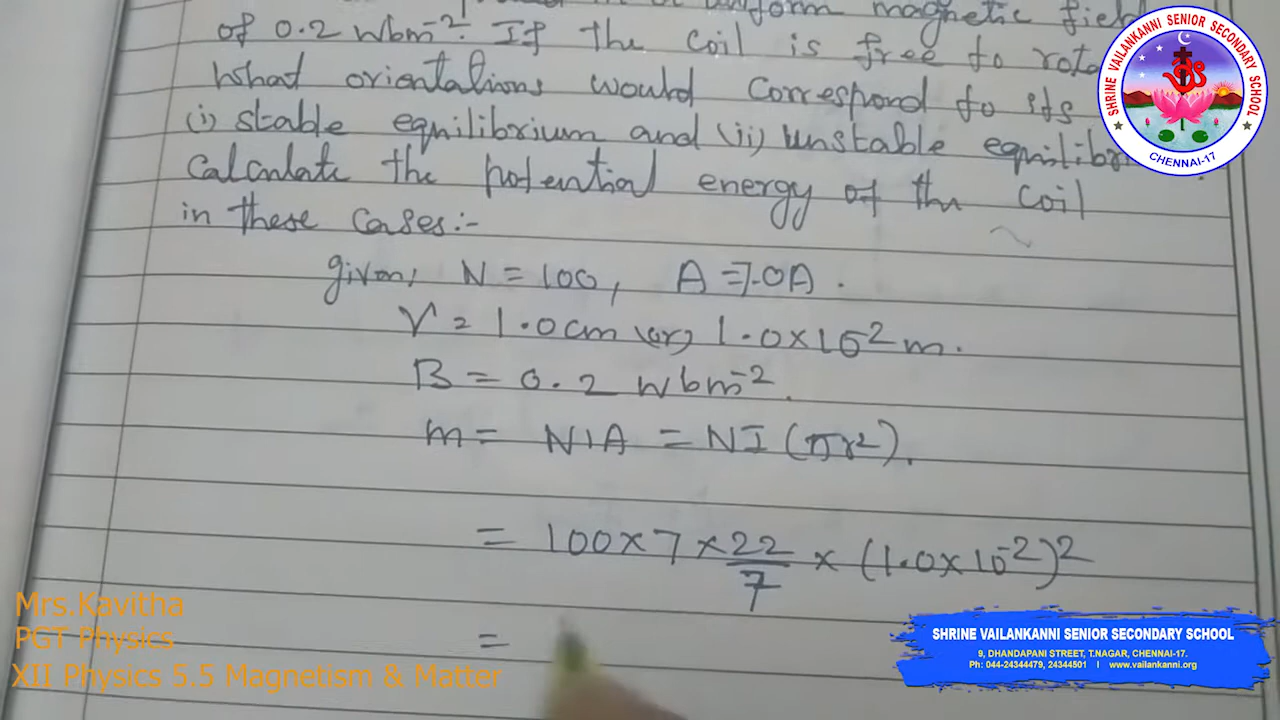 uniform magnetic field
of 0.2 Wbm⁻². If the coil is free to rota
What orientations would correspond to its
(i) stable equilibrium and (ii) unstable equilibri
Calculate the potential energy of the coil
in these cases:-
given, N = 100, A = 7.0A.
r = 1.0cm (or) 1.0×10⁻² m.
B = 0.2 wbm⁻².
m = NIA = NI (πr²).
= 100 × 7 × 22/7 × (1.0×10⁻²)²
=
SHRINE VAILANKANNI SENIOR SECONDARY SCHOOL
CHENNAI-17
Mrs.Kavitha
PGT Physics
XII Physics 5.5 Magnetism & Matter
SHRINE VAILANKANNI SENIOR SECONDARY SCHOOL
9, DHANDAPANI STREET, T.NAGAR, CHENNAI-17.
Ph: 044-24344479, 24344501 | www.vailankanni.org